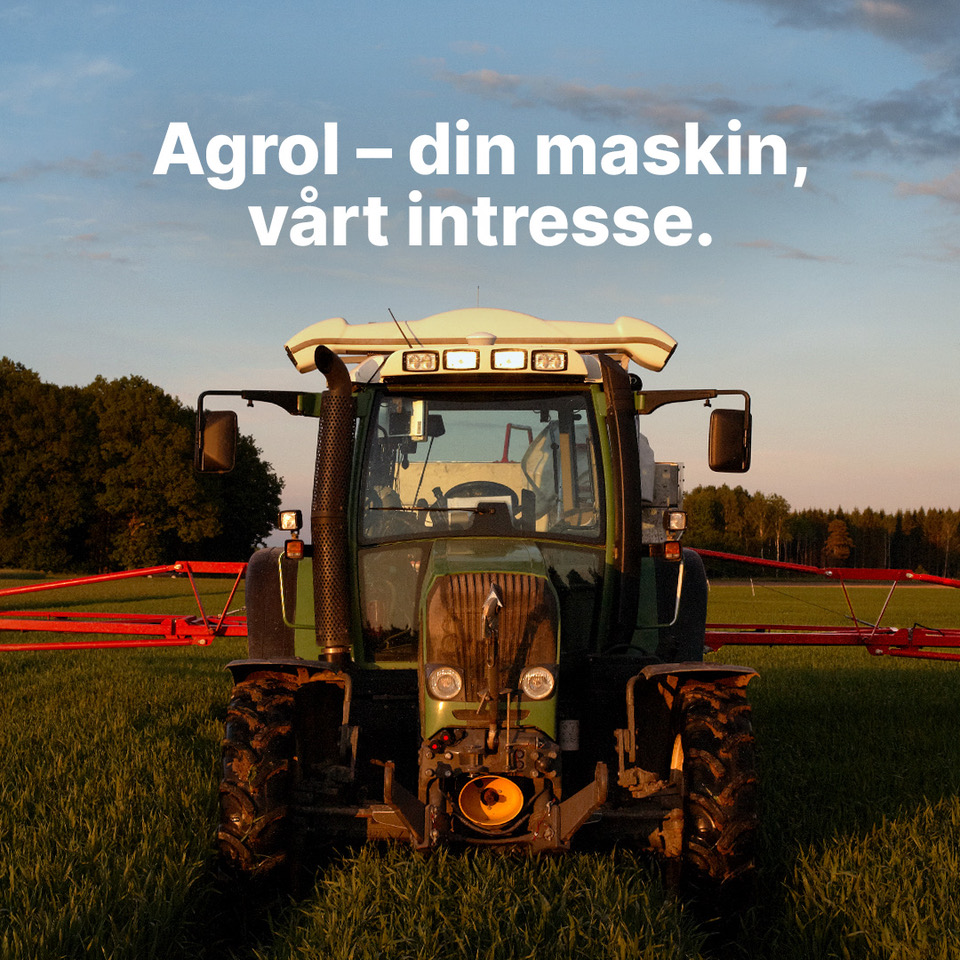 Agrol – din maskin,
vårt intresse.